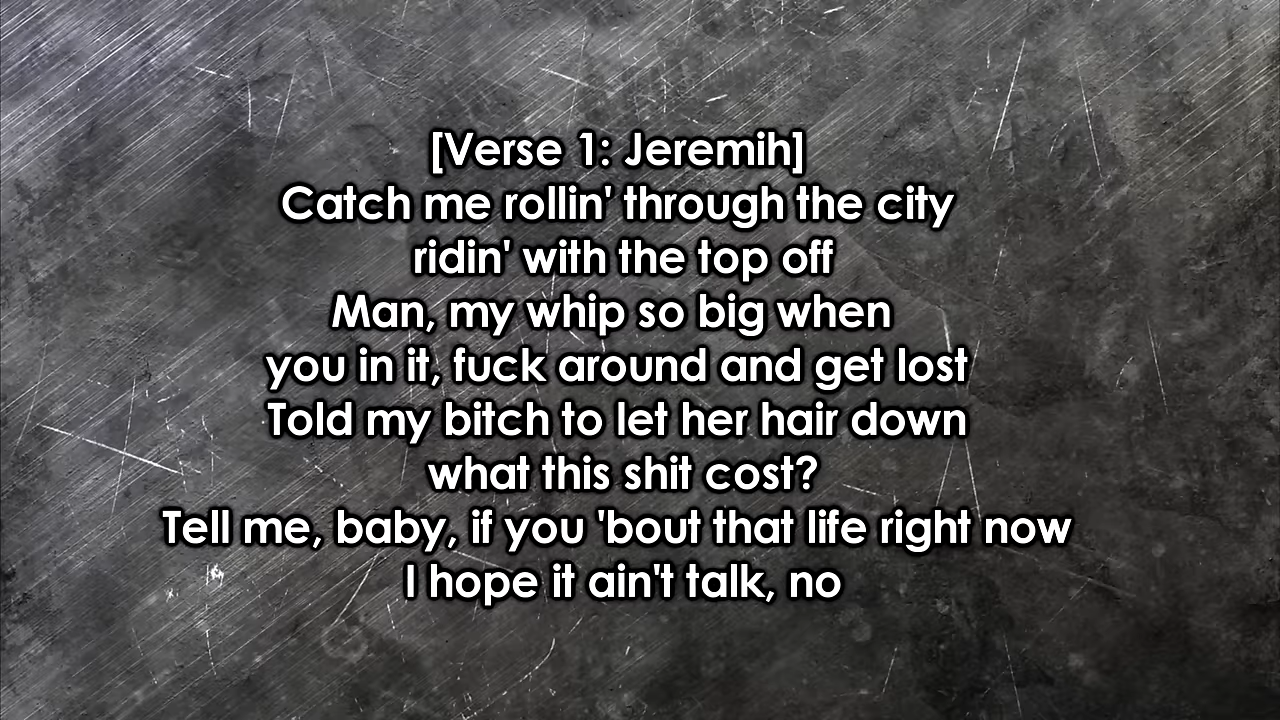 [Verse 1: Jeremih]
Catch me rollin' through the city
ridin' with the top off
Man, my whip so big when
you in it, fuck around and get lost
Told my bitch to let her hair down
what this shit cost?
Tell me, baby, if you 'bout that life right now
I hope it ain't talk, no